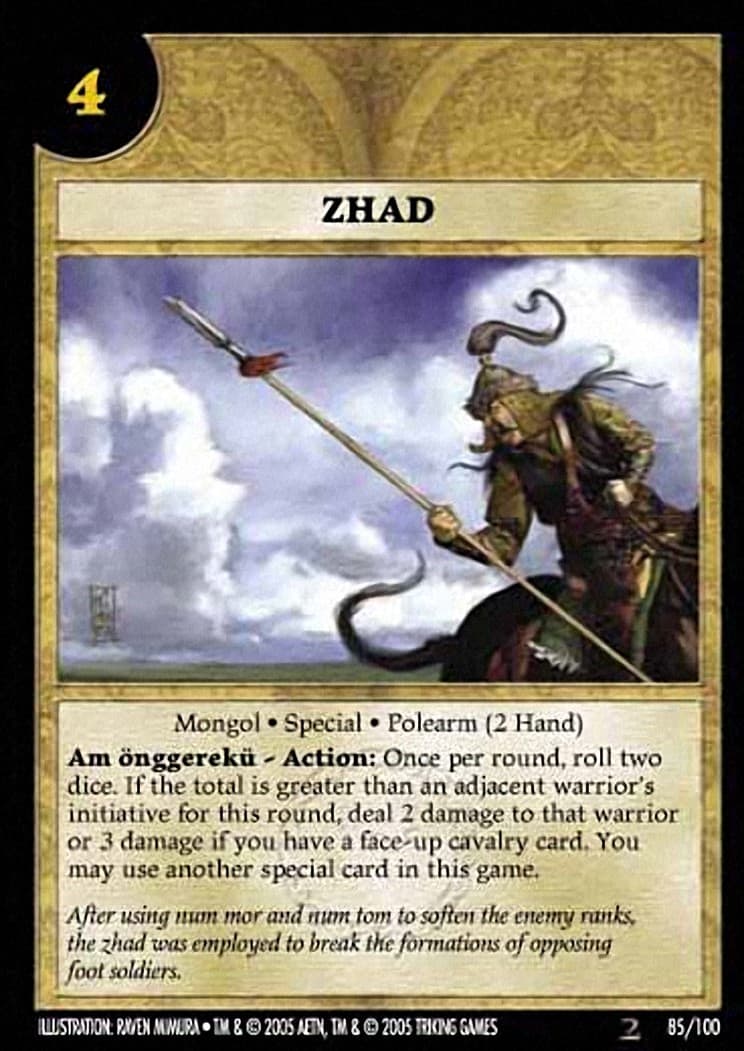 4
ZHAD
Mongol • Special • Polearm (2 Hand)
Am önggerekü - Action: Once per round, roll two
dice. If the total is greater than an adjacent warrior's
initiative for this round, deal 2 damage to that warrior
or 3 damage if you have a face-up cavalry card. You
may use another special card in this game.
After using num mor and num tom to soften the enemy ranks,
the zhad was employed to break the formations of opposing
foot soldiers.
ILLUSTRATION: RAVEN MIMURA • TM & © 2005 AETN, TM & © 2005 TRIKING GAMES
2 85/100